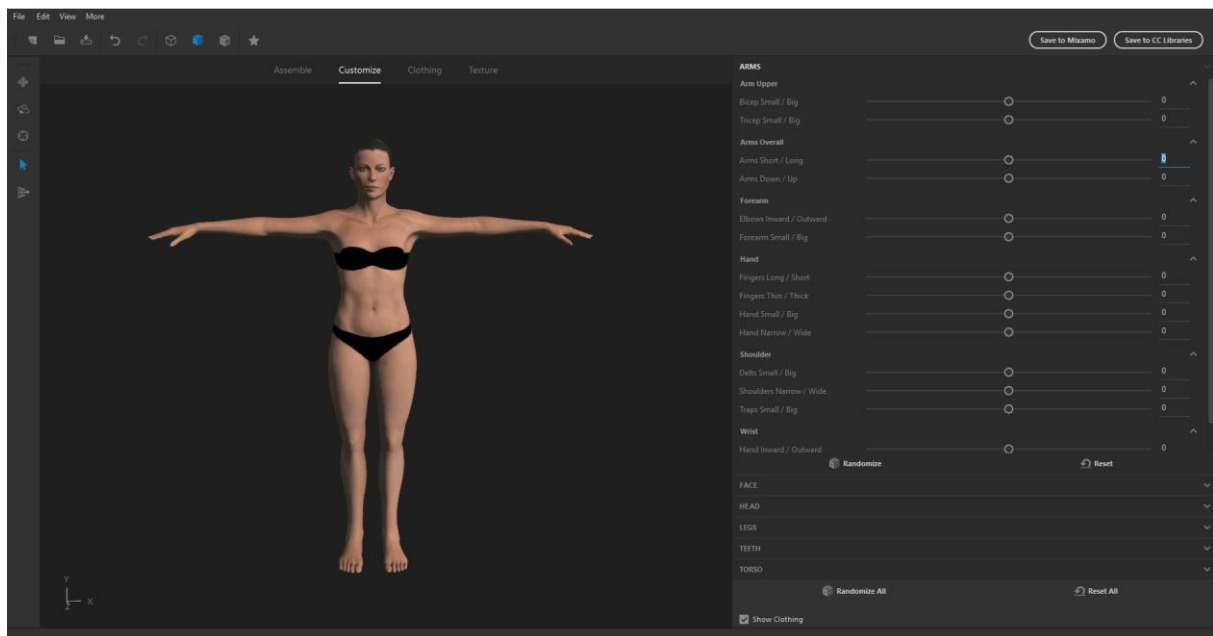 File Edit View More
Save to Mixamo Save to CC Libraries
Assemble Customize Clothing Texture
ARMS
Arm Upper
Bicep Small / Big 0
Tricep Small / Big 0
Arms Overall
Arms Short / Long 0
Arms Down / Up 0
Forearm
Elbows Inward / Outward 0
Forearm Small / Big 0
Hand
Fingers Long / Short 0
Fingers Thin / Thick 0
Hand Small / Big 0
Hand Narrow / Wide 0
Shoulder
Delts Small / Big 0
Shoulders Narrow / Wide 0
Traps Small / Big 0
Wrist
Hand Inward / Outward 0
Randomize Reset
FACE
HEAD
LEGS
TEETH
TORSO
Randomize All Reset All
Show Clothing
Y
Z X